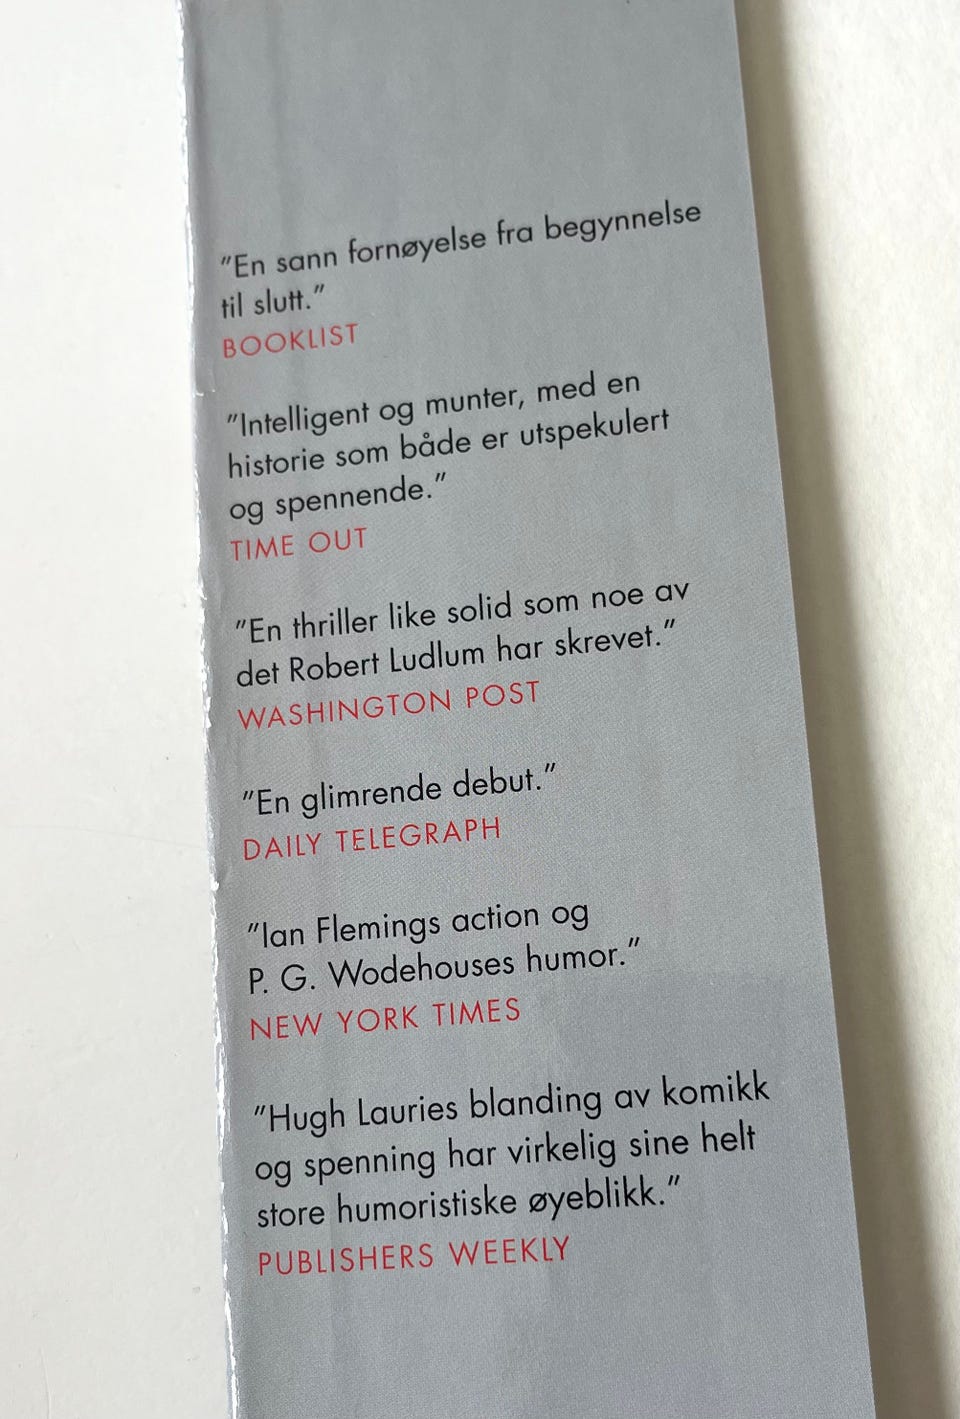 ”En sann fornøyelse fra begynnelse
til slutt.”
BOOKLIST
”Intelligent og munter, med en
historie som både er utspekulert
og spennende.”
TIME OUT
”En thriller like solid som noe av
det Robert Ludlum har skrevet.”
WASHINGTON POST
”En glimrende debut.”
DAILY TELEGRAPH
”Ian Flemings action og
P. G. Wodehouses humor.”
NEW YORK TIMES
”Hugh Lauries blanding av komikk
og spenning har virkelig sine helt
store humoristiske øyeblikk.”
PUBLISHERS WEEKLY